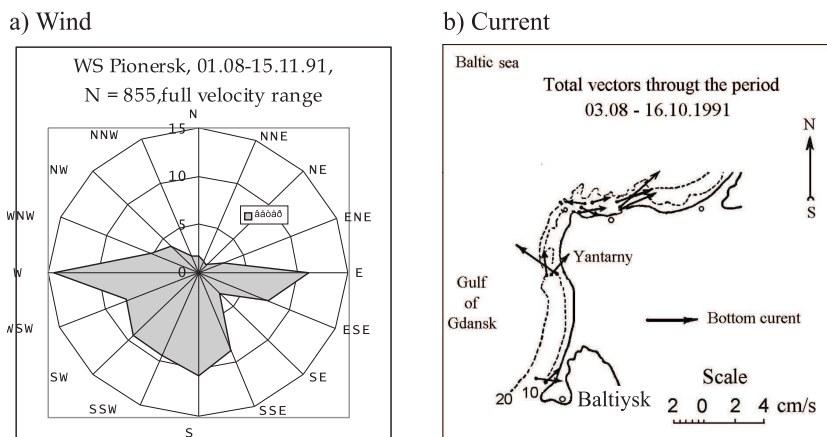 a) Wind
WS Pionersk, 01.08-15.11.91,
N = 855,full velocity range
N
NNW
NNE
NW
NE
WNW
ENE
W
E
WSW
ESE
SW
SE
SSW
SSE
S
15
10
5
0
âåòåð
b) Current
Baltic sea
Total vectors througt the period
03.08 - 16.10.1991
N
S
Yantarny
Gulf
of
Gdansk
Bottom curent
20
10
Baltiysk
Scale
2 0 2 4 cm/s